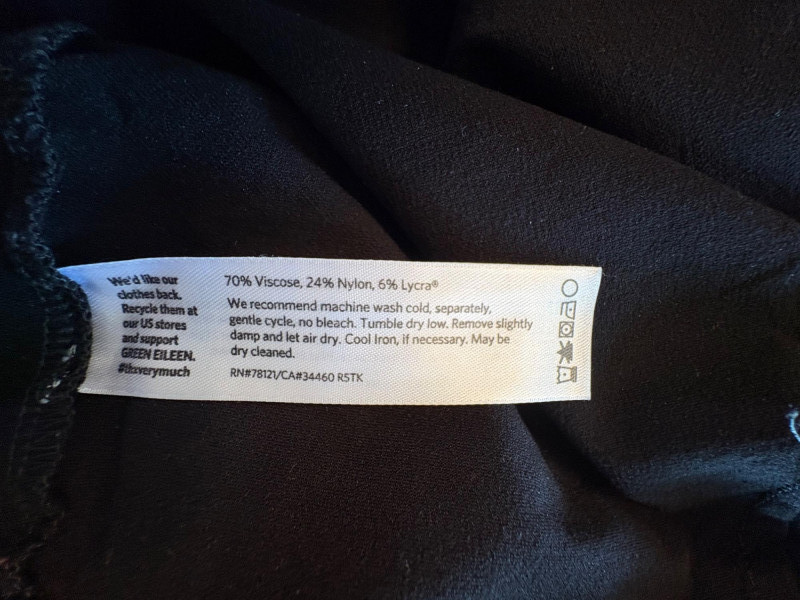 We'd like our
clothes back.
Recycle them at
our US stores
and support
GREEN EILEEN.
#thxverymuch
70% Viscose, 24% Nylon, 6% Lycra®
We recommend machine wash cold, separately,
gentle cycle, no bleach. Tumble dry low. Remove slightly
damp and let air dry. Cool Iron, if necessary. May be
dry cleaned.
RN#78121/CA#34460 R5TK